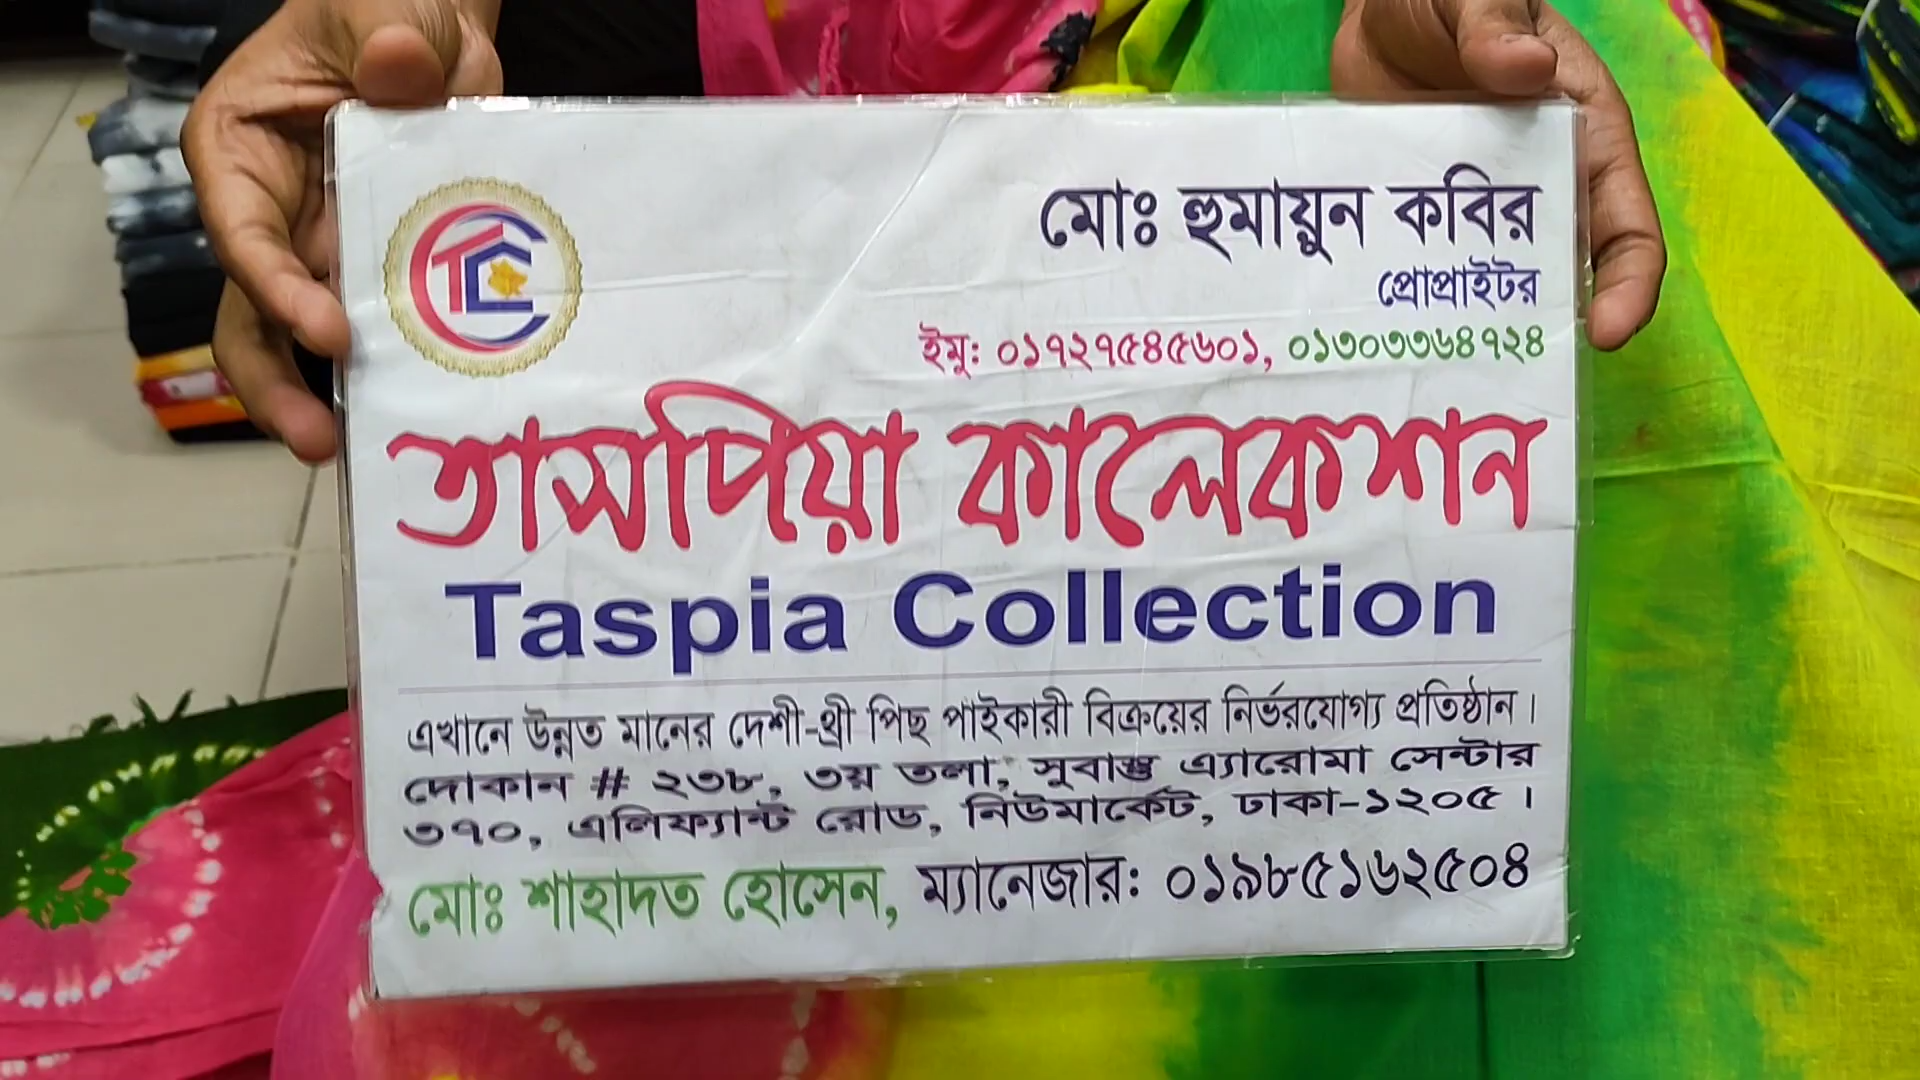 TC
মোঃ হুমায়ুন কবির
প্রোপ্রাইটর
ইমু: ০১৭২৭৫৪৫৬০১, ০১৩০৩৩৬৪৭২৪
তাসপিয়া কালেকশন
Taspia Collection
এখানে উন্নত মানের দেশী-থ্রী পিছ পাইকারী বিক্রয়ের নির্ভরযোগ্য প্রতিষ্ঠান।
দোকান # ২৩৮, ৩য় তলা, সুবাস্তু এ্যারোমা সেন্টার
৩৭০, এলিফ্যান্ট রোড, নিউমার্কেট, ঢাকা-১২০৫।
মোঃ শাহাদত হোসেন, ম্যানেজার: ০১৯৮৫১৬২৫০৪